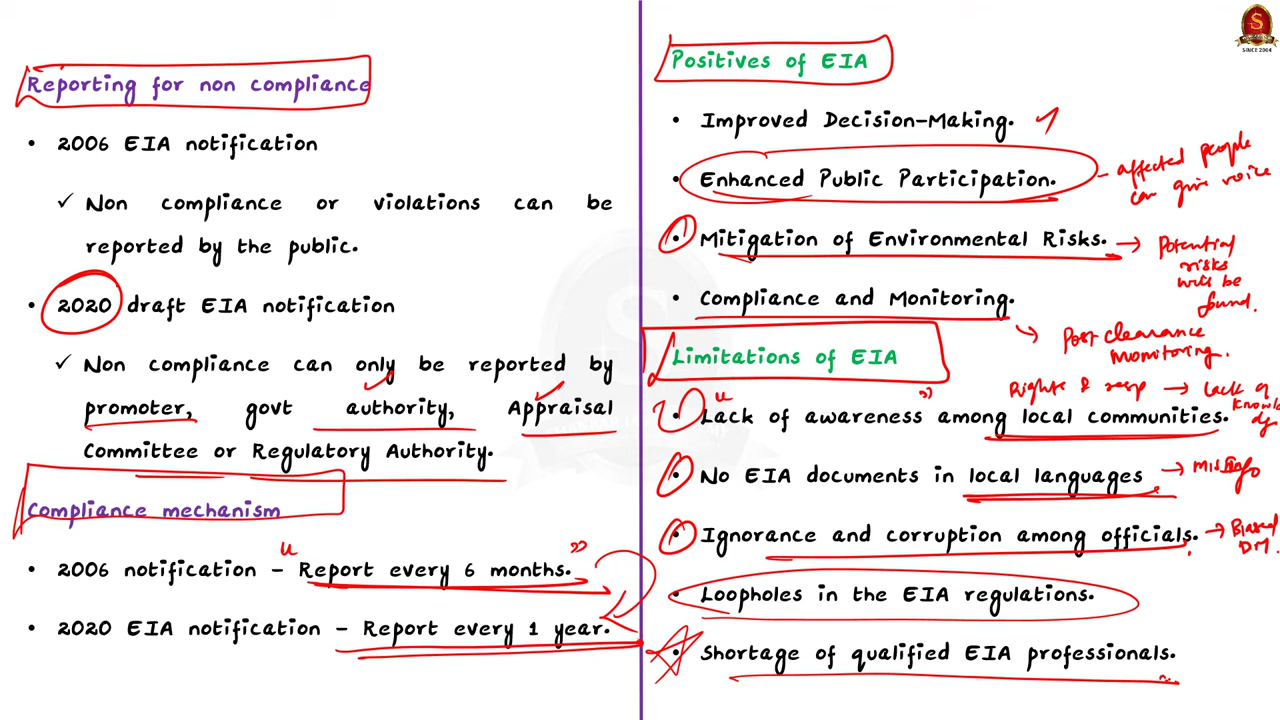 Reporting for non compliance
• 2006 EIA notification
✓ Non compliance or violations can be
reported by the public.
• 2020 draft EIA notification
✓ Non compliance can only be reported by
promoter, govt authority, Appraisal
Committee or Regulatory Authority.
Compliance mechanism
• 2006 notification – Report every 6 months.
• 2020 EIA notification – Report every 1 year.
SINCE 2004
Positives of EIA
• Improved Decision-Making.
• Enhanced Public Participation.
– affected people
can give voice
• Mitigation of Environmental Risks.
→ Potential
risks
will be
found.
• Compliance and Monitoring.
→ Post clearance
monitoring.
Limitations of EIA
Rights & resp → Lack of
knowledge
• Lack of awareness among local communities.
• No EIA documents in local languages
→ misinfo
• Ignorance and corruption among officials.
→ Biased
DM.
• Loopholes in the EIA regulations.
• Shortage of qualified EIA professionals.